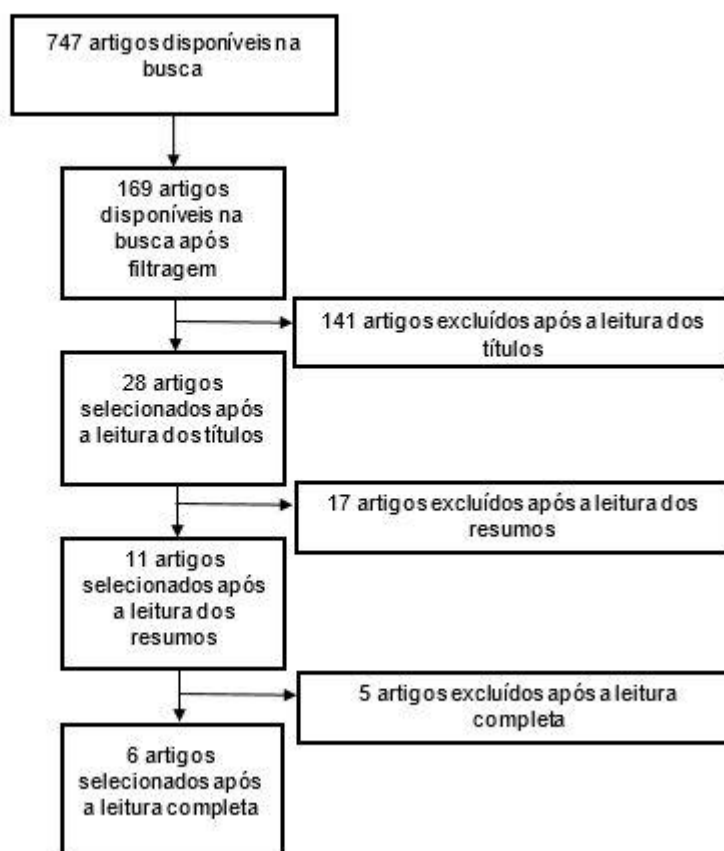 747 artigos disponíveis na
busca
169 artigos
disponíveis na
busca após
filtragem
141 artigos excluídos após a leitura dos
títulos
28 artigos
selecionados após
a leitura dos títulos
17 artigos excluídos após a leitura dos
resumos
11 artigos
selecionados após
a leitura dos
resumos
5 artigos excluídos após a leitura
completa
6 artigos
selecionados após
a leitura completa